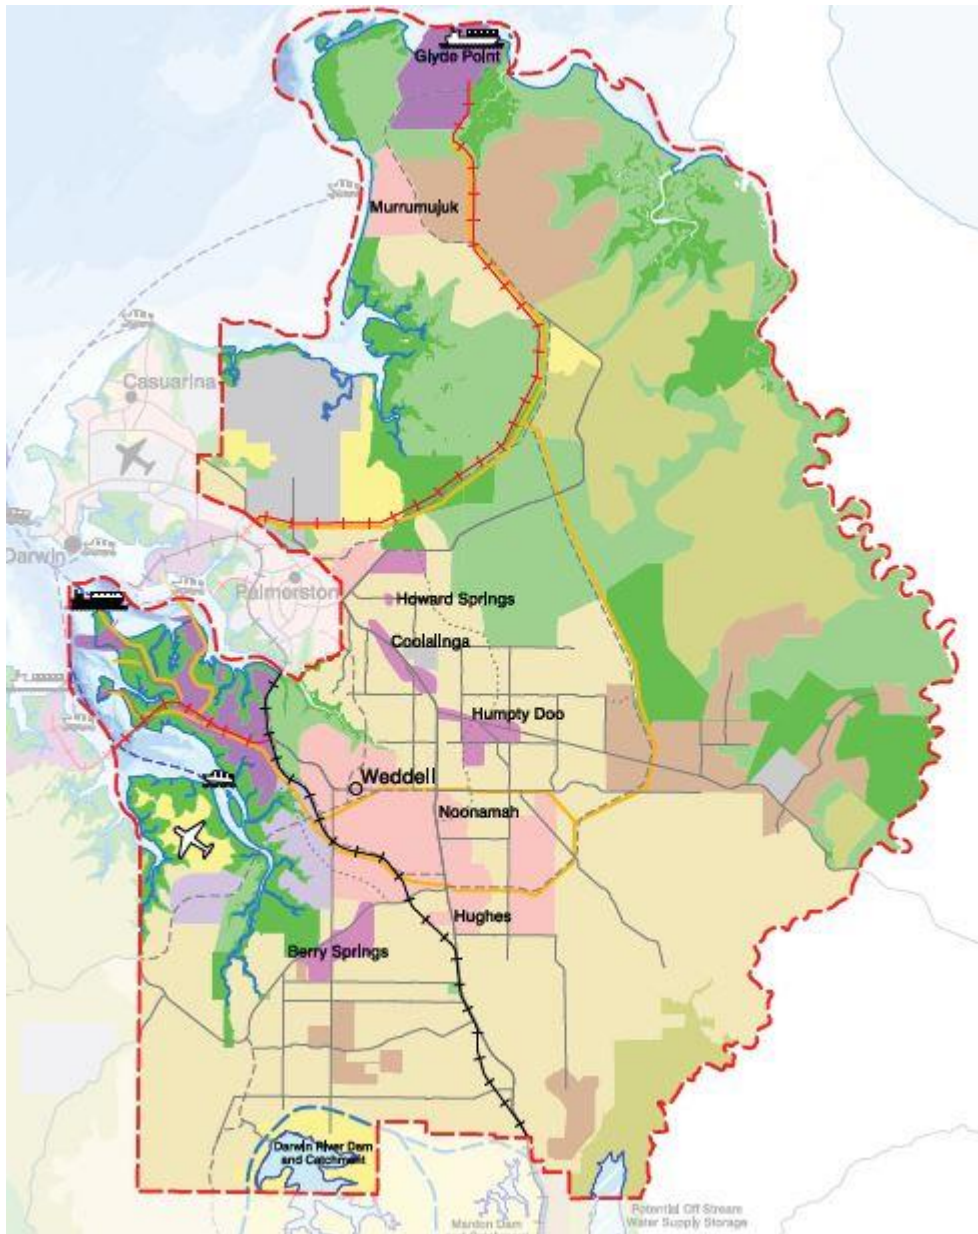 Glyde Point
Murrumujuk
Casuarina
Darwin
Palmerston
Howard Springs
Coolalinga
Humpty Doo
Weddell
Noonamah
Hughes
Berry Springs
Darwin River Dam
and Catchment
Manton Dam
Potential Off Stream
Water Supply Storage